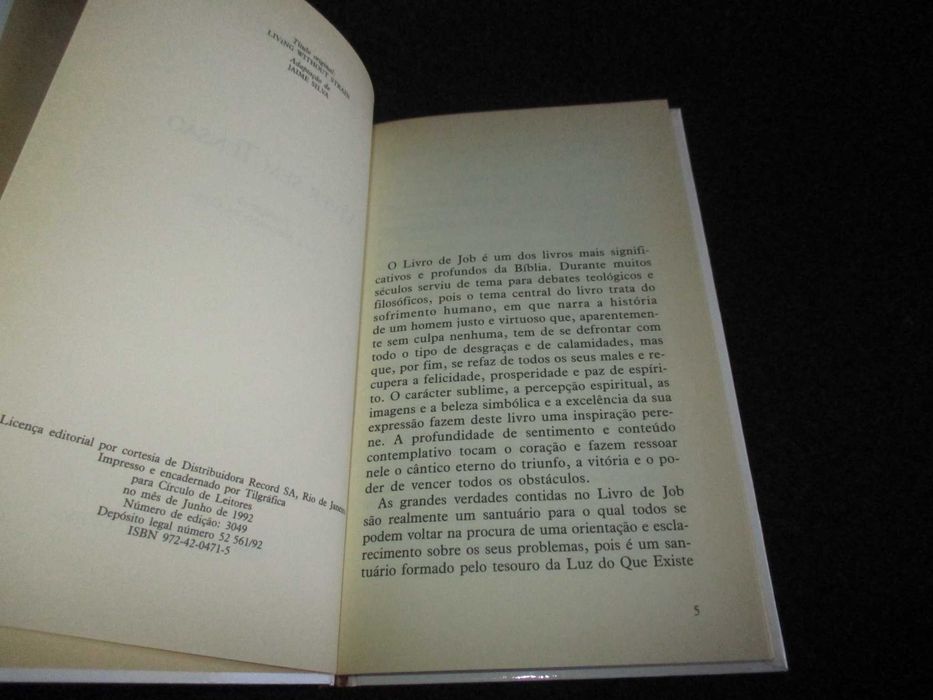 Título original:
LIVING WITHOUT STRAIN
Adaptação de
JAIME SILVA
Licença editorial por cortesia de Distribuidora Record SA, Rio de Janeiro
Impresso e encadernado por Tilgráfica
para Círculo de Leitores
no mês de Junho de 1992
Número de edição: 3049
Depósito legal número 52 561/92
ISBN 972-42-0471-5
O Livro de Job é um dos livros mais signifi-
cativos e profundos da Bíblia. Durante muitos
séculos serviu de tema para debates teológicos e
filosóficos, pois o tema central do livro trata do
sofrimento humano, em que narra a história
de um homem justo e virtuoso que, aparentemen-
te sem culpa nenhuma, tem de se defrontar com
todo o tipo de desgraças e de calamidades, mas
que, por fim, se refaz de todos os seus males e re-
cupera a felicidade, prosperidade e paz de espíri-
to. O carácter sublime, a percepção espiritual, as
imagens e a beleza simbólica e a excelência da sua
expressão fazem deste livro uma inspiração pere-
ne. A profundidade de sentimento e conteúdo
contemplativo tocam o coração e fazem ressoar
nele o cântico eterno do triunfo, a vitória e o po-
der de vencer todos os obstáculos.
As grandes verdades contidas no Livro de Job
são realmente um santuário para o qual todos se
podem voltar na procura de uma orientação e escla-
recimento sobre os seus problemas, pois é um san-
tuário formado pelo tesouro da Luz do Que Existe
5